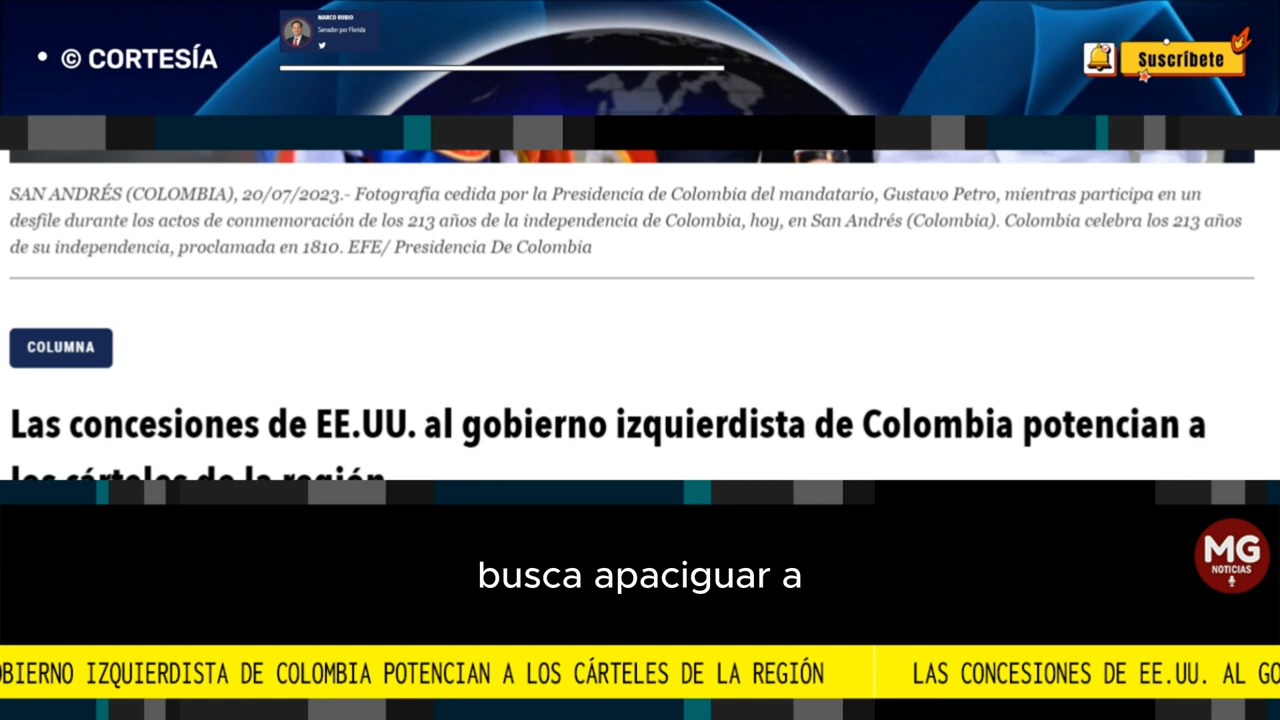 MARCO RUBIO
Senador por Florida
• © CORTESÍA
Suscríbete
SAN ANDRÉS (COLOMBIA), 20/07/2023.- Fotografía cedida por la Presidencia de Colombia del mandatario, Gustavo Petro, mientras participa en un
desfile durante los actos de conmemoración de los 213 años de la independencia de Colombia, hoy, en San Andrés (Colombia). Colombia celebra los 213 años
de su independencia, proclamada en 1810. EFE/ Presidencia De Colombia
COLUMNA
Las concesiones de EE.UU. al gobierno izquierdista de Colombia potencian a
los cárteles de la región
MG
NOTICIAS
busca apaciguar a
OBIERNO IZQUIERDISTA DE COLOMBIA POTENCIAN A LOS CÁRTELES DE LA REGIÓN
LAS CONCESIONES DE EE.UU. AL GO